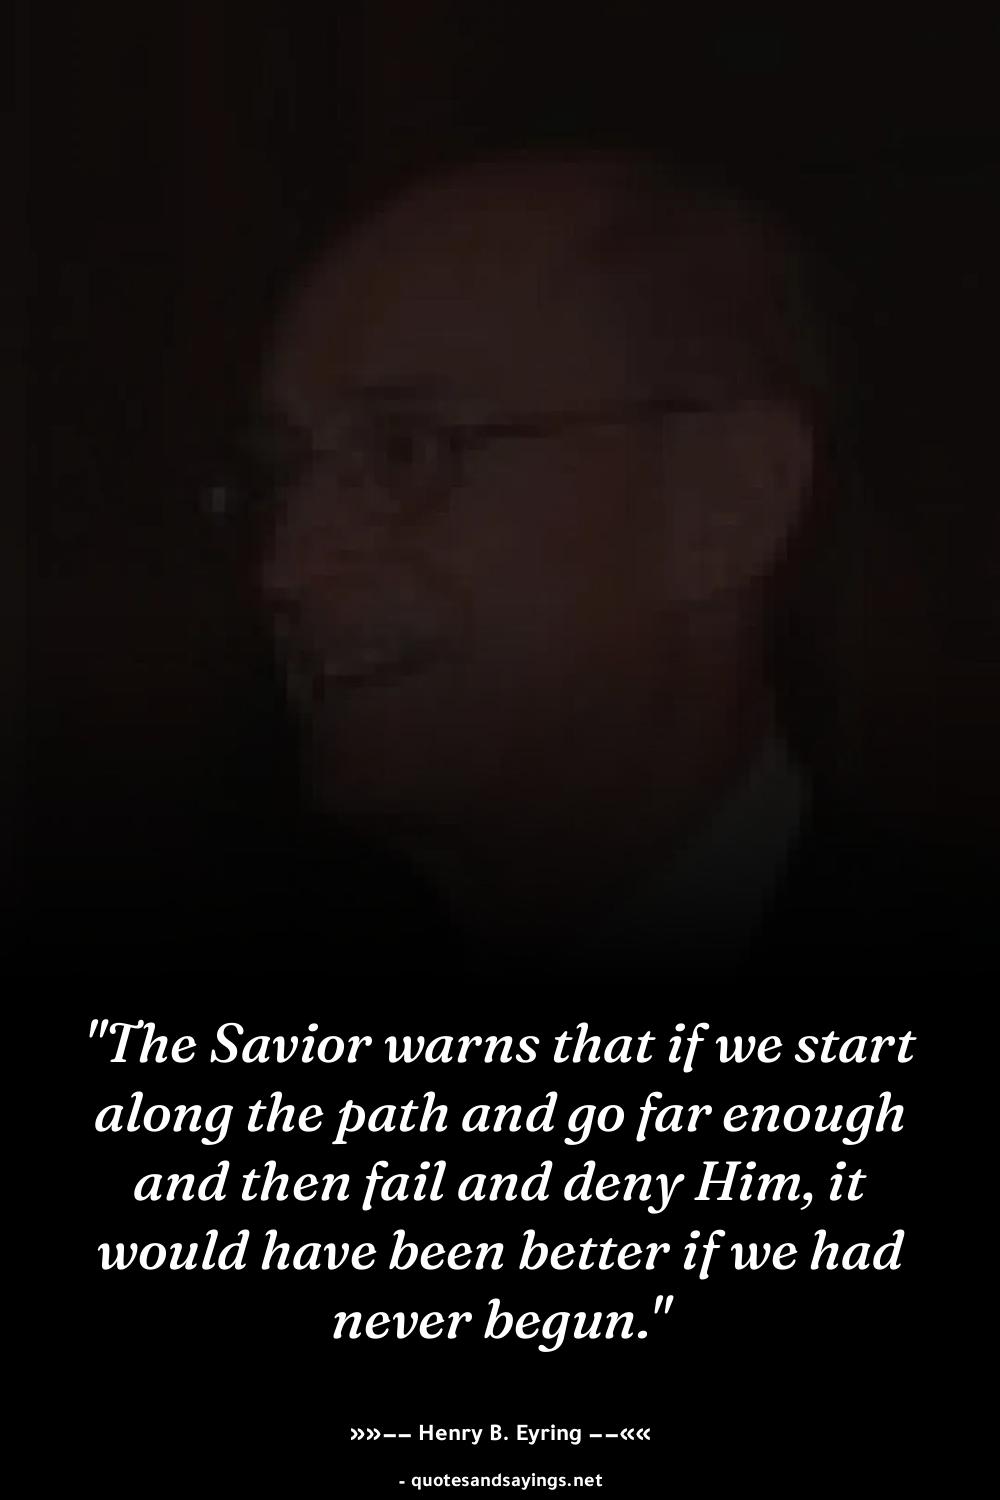 "The Savior warns that if we start
along the path and go far enough
and then fail and deny Him, it
would have been better if we had
never begun."
»»–– Henry B. Eyring ––««
- quotesandsayings.net